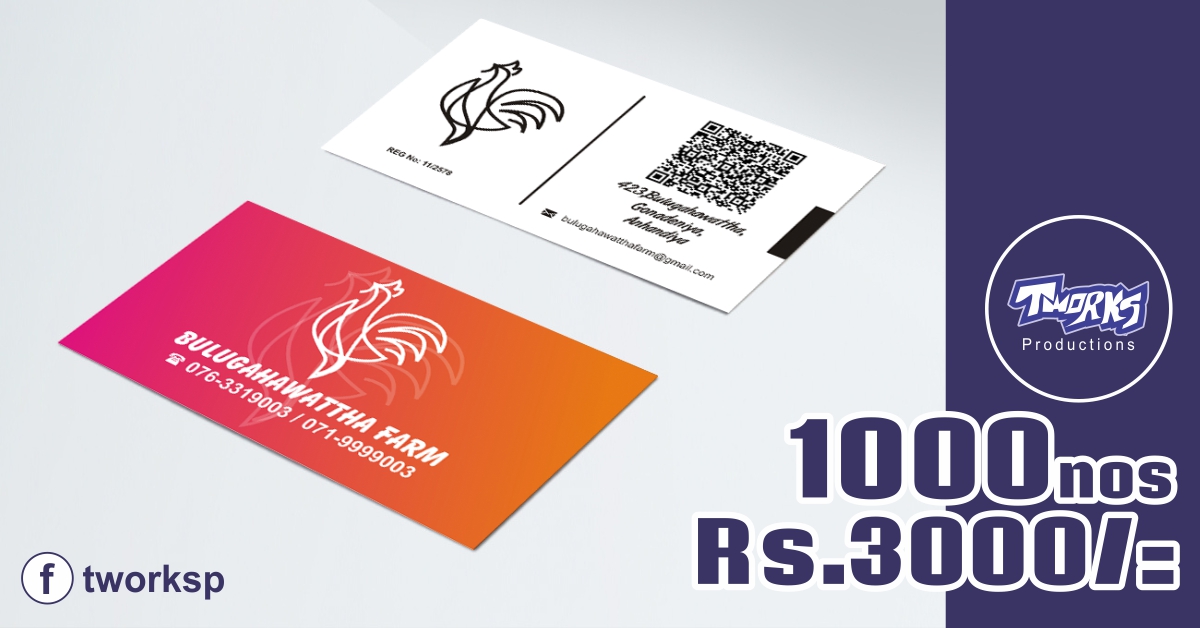 REG No: 11/2578
423,Bulugahawattha,
Gonadeniya,
Anhandiya
bulugahawatthafarm@gmail.com
BULUGAHAWATTHA FARM
076-3319003 / 071-9999003
TWORKS
Productions
1000nos
Rs.3000/=
f tworksp